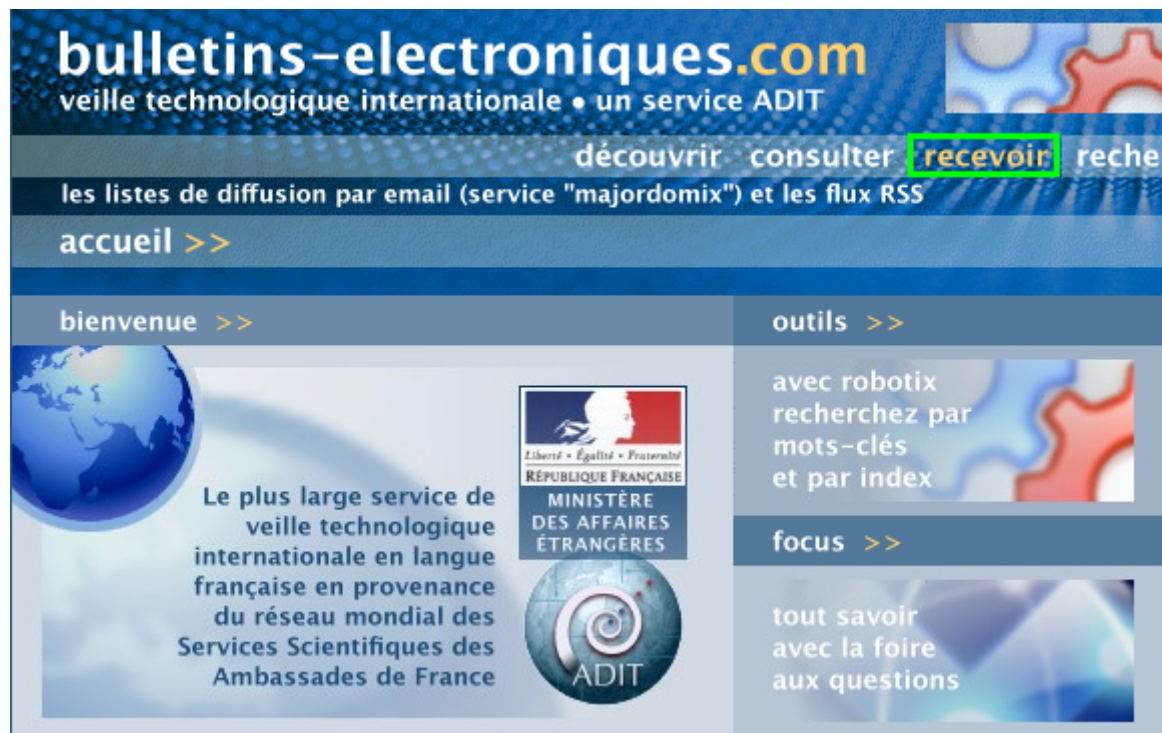 bulletins-electroniques.com
veille technologique internationale • un service ADIT
découvrir consulter recevoir reche
les listes de diffusion par email (service "majordomix") et les flux RSS
accueil >>
bienvenue >>
Le plus large service de
veille technologique
internationale en langue
française en provenance
du réseau mondial des
Services Scientifiques des
Ambassades de France
Liberté • Égalité • Fraternité
RÉPUBLIQUE FRANÇAISE
MINISTÈRE
DES AFFAIRES
ÉTRANGÈRES
ADIT
outils >>
avec robotix
recherchez par
mots-clés
et par index
focus >>
tout savoir
avec la foire
aux questions